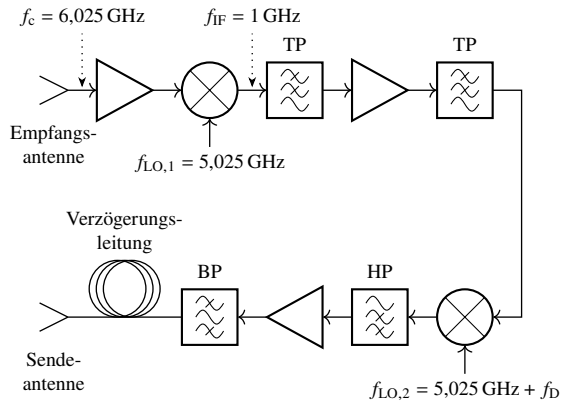 f_c = 6,025 GHz
f_IF = 1 GHz
TP
TP
Empfangs-
antenne
f_LO,1 = 5,025 GHz
Verzögerungs-
leitung
BP
HP
Sende-
antenne
f_LO,2 = 5,025 GHz + f_D